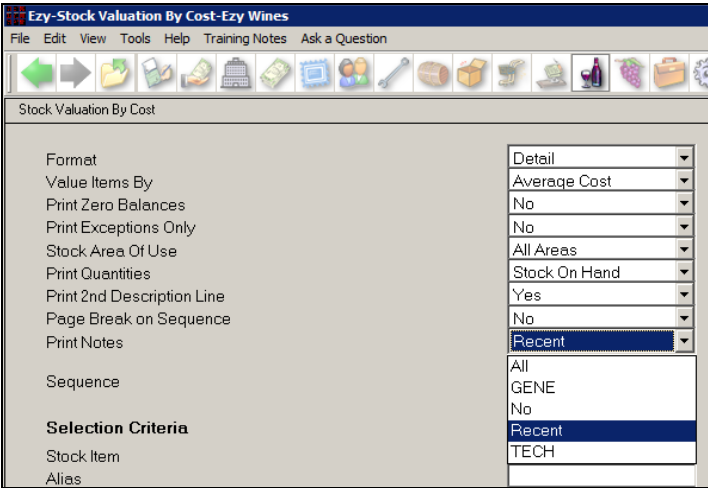 Ezy-Stock Valuation By Cost-Ezy Wines
File Edit View Tools Help Training Notes Ask a Question
Stock Valuation By Cost
Format Detail
Value Items By Average Cost
Print Zero Balances No
Print Exceptions Only No
Stock Area Of Use All Areas
Print Quantities Stock On Hand
Print 2nd Description Line Yes
Page Break on Sequence No
Print Notes Recent
All
Sequence GENE
No
Selection Criteria Recent
Stock Item TECH
Alias